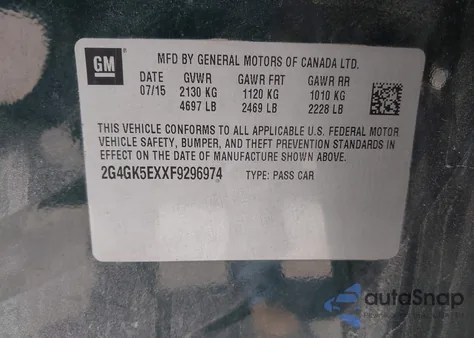 GM
MFD BY GENERAL MOTORS OF CANADA LTD.
DATE GVWR GAWR FRT GAWR RR
07/15 2130 KG 1120 KG 1010 KG
4697 LB 2469 LB 2228 LB
THIS VEHICLE CONFORMS TO ALL APPLICABLE U.S. FEDERAL MOTOR
VEHICLE SAFETY, BUMPER, AND THEFT PREVENTION STANDARDS IN
EFFECT ON THE DATE OF MANUFACTURE SHOWN ABOVE.
2G4GK5EXXF9296974 TYPE: PASS CAR
autoSnap